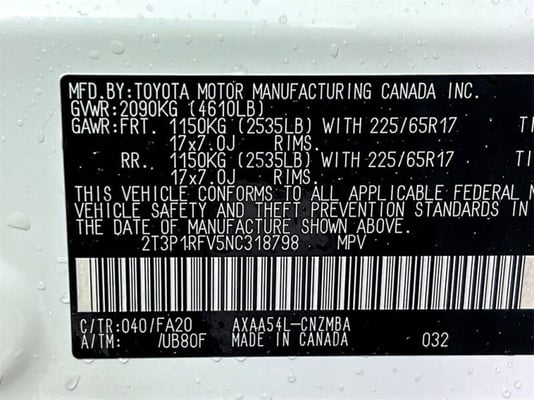 MFD.BY:TOYOTA MOTOR MANUFACTURING CANADA INC.
GVWR:2090KG (4610LB)
GAWR:FRT. 1150KG (2535LB) WITH 225/65R17 TI
17x7.0J RIMS.
RR. 1150KG (2535LB) WITH 225/65R17 TI
17x7.0J RIMS.
THIS VEHICLE CONFORMS TO ALL APPLICABLE FEDERAL
VEHICLE SAFETY AND THEFT PREVENTION STANDARDS IN
THE DATE OF MANUFACTURE SHOWN ABOVE.
2T3P1RFV5NC318798 MPV
C/TR:040/FA20 AXAA54L-CNZMBA
A/TM: /UB80F MADE IN CANADA 032